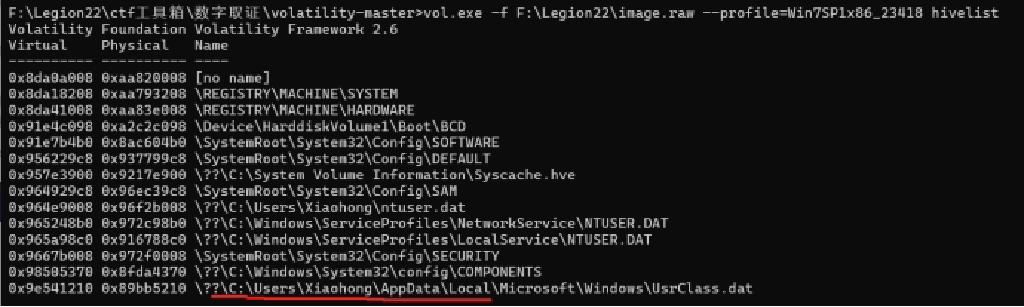 F:\Legion22\ctf工具箱\数字取证\volatility-master>vol.exe -f F:\Legion22\image.raw --profile=Win7SP1x86_23418 hivelist
Volatility Foundation Volatility Framework 2.6
Virtual    Physical   Name
---------- ---------- ----
0x8da0a008 0xaa820008 [no name]
0x8da18208 0xaa793208 \REGISTRY\MACHINE\SYSTEM
0x8da41008 0xaa83e008 \REGISTRY\MACHINE\HARDWARE
0x91e4c098 0xa2c2c098 \Device\HarddiskVolume1\Boot\BCD
0x91e7b4b0 0x8ac604b0 \SystemRoot\System32\Config\SOFTWARE
0x956229c8 0x937799c8 \SystemRoot\System32\Config\DEFAULT
0x957e3900 0x9217e900 \??\C:\System Volume Information\Syscache.hve
0x964929c8 0x96ec39c8 \SystemRoot\System32\Config\SAM
0x964e9008 0x96f2b008 \??\C:\Users\Xiaohong\ntuser.dat
0x965248b0 0x972c98b0 \??\C:\Windows\ServiceProfiles\NetworkService\NTUSER.DAT
0x965a98c0 0x916788c0 \??\C:\Windows\ServiceProfiles\LocalService\NTUSER.DAT
0x9667b008 0x972f0008 \SystemRoot\System32\Config\SECURITY
0x98505370 0x8fda4370 \??\C:\Windows\System32\config\COMPONENTS
0x9e541210 0x89bb5210 \??\C:\Users\Xiaohong\AppData\Local\Microsoft\Windows\UsrClass.dat